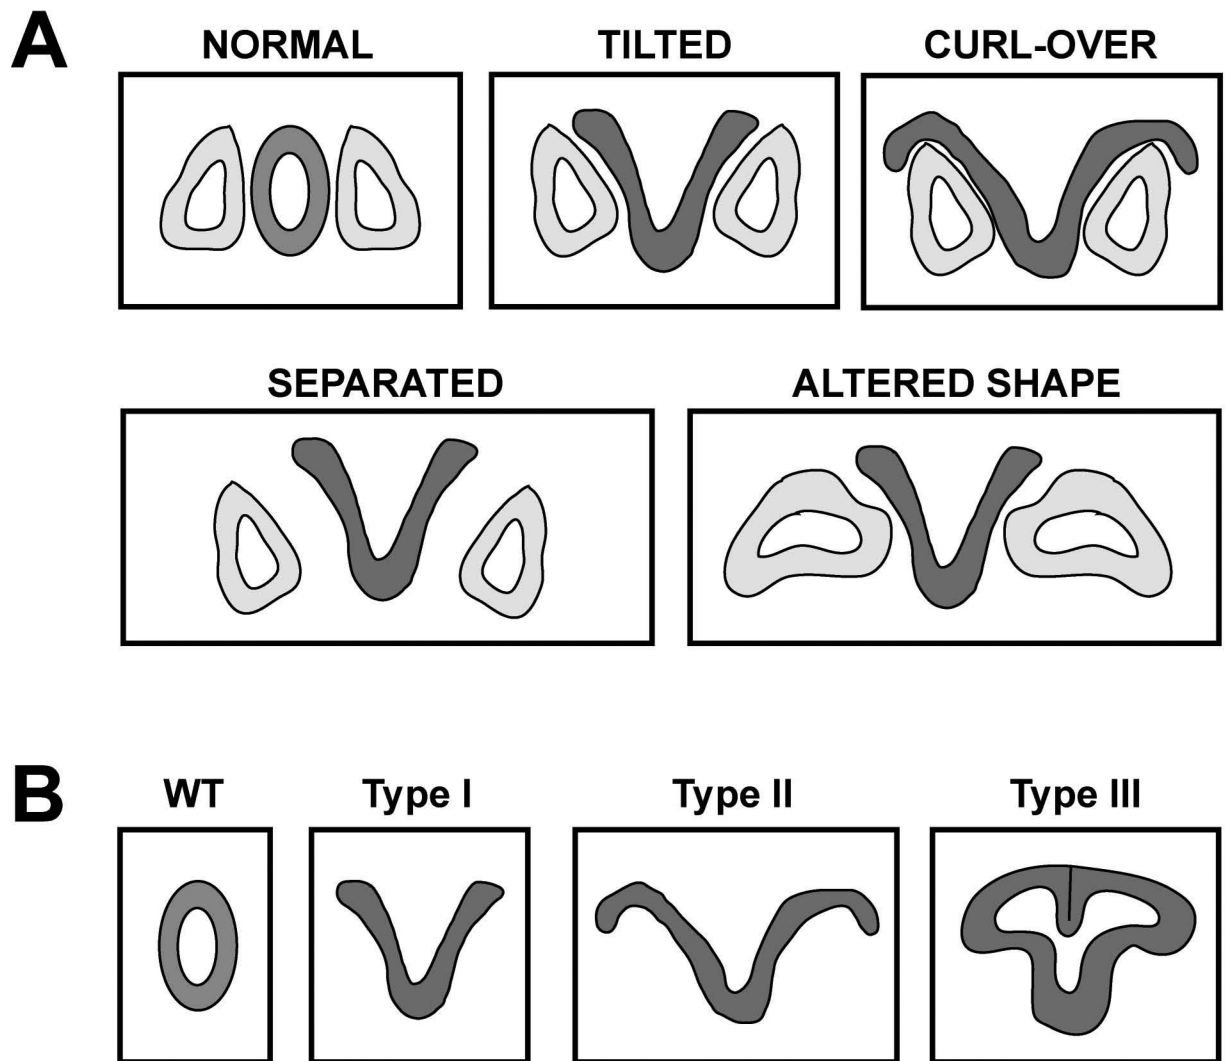 A
NORMAL
TILTED
CURL-OVER
SEPARATED
ALTERED SHAPE
B
WT
Type I
Type II
Type III